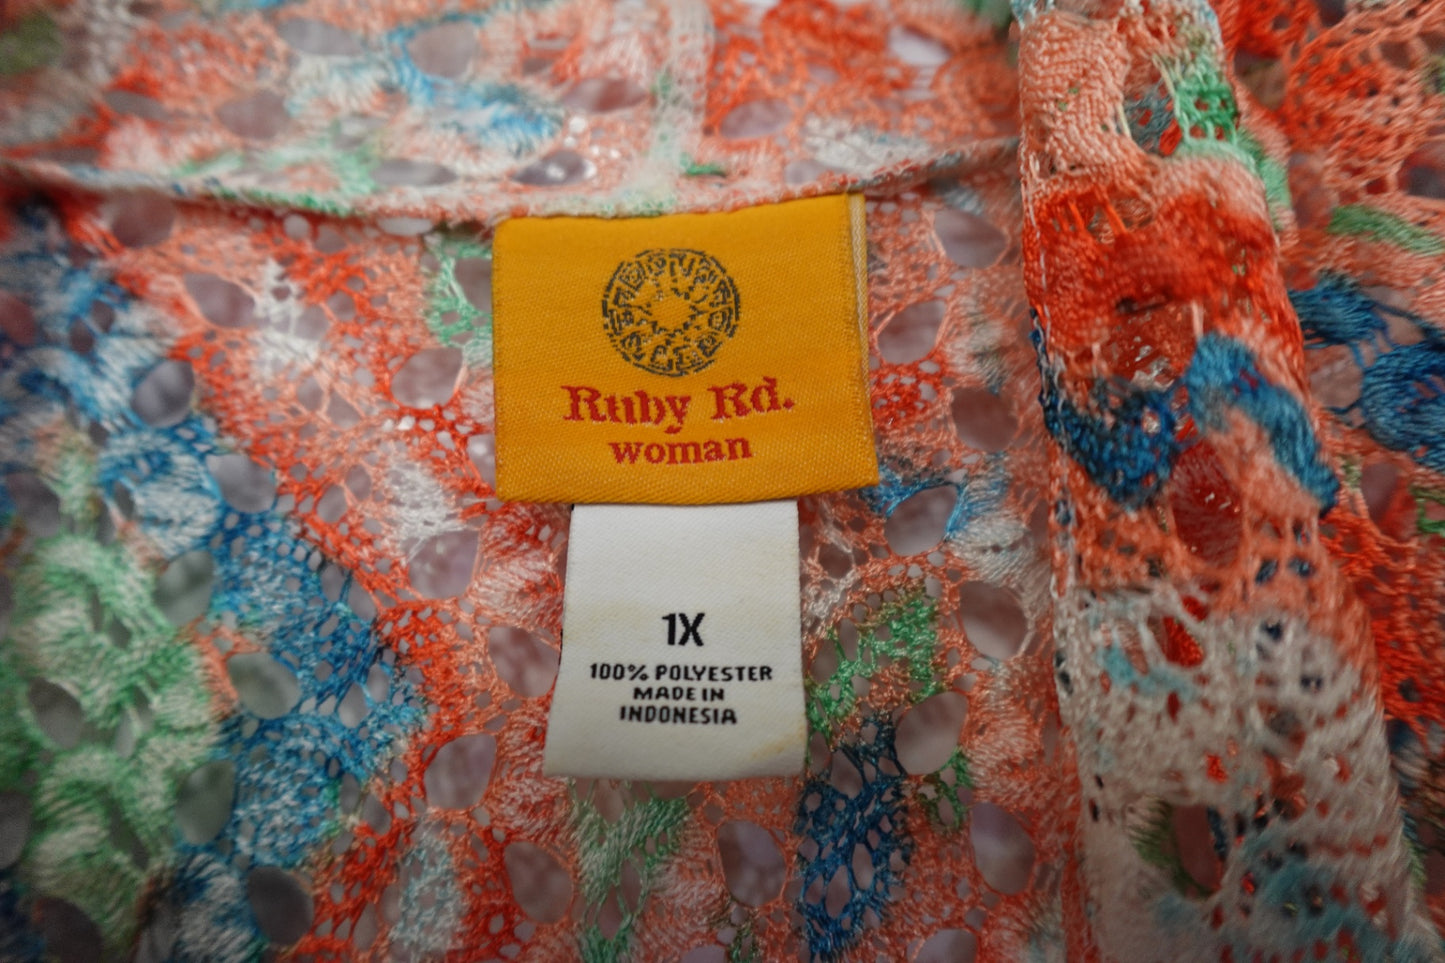 Ruby Rd.
woman
1X
100% POLYESTER
MADE IN
INDONESIA